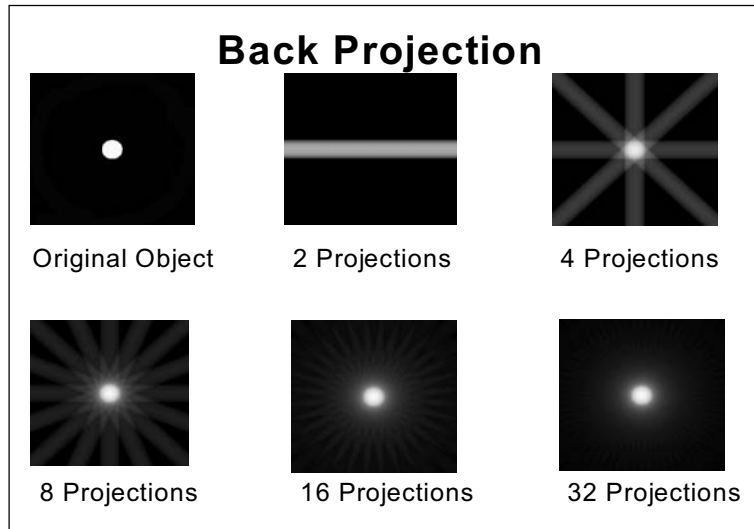 Back Projection
Original Object
2 Projections
4 Projections
8 Projections
16 Projections
32 Projections